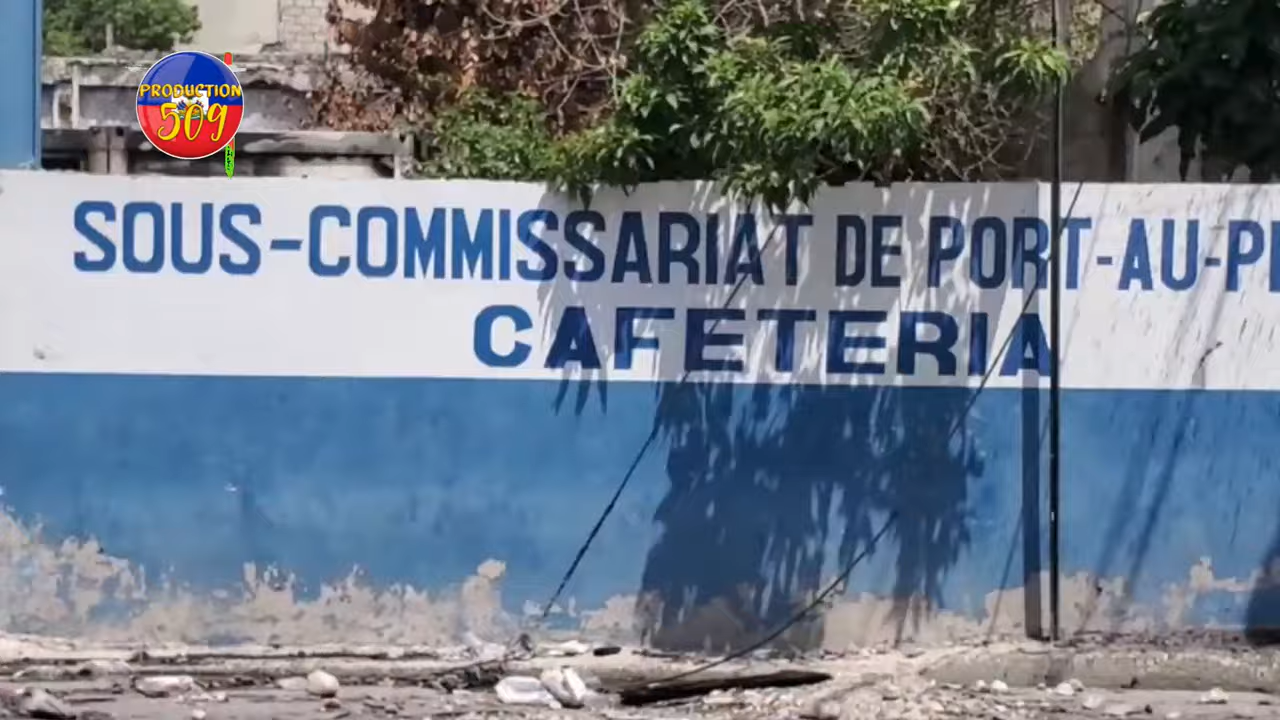 PRODUCTION
509
SOUS-COMMISSARIAT DE PORT-AU-P
CAFETERIA